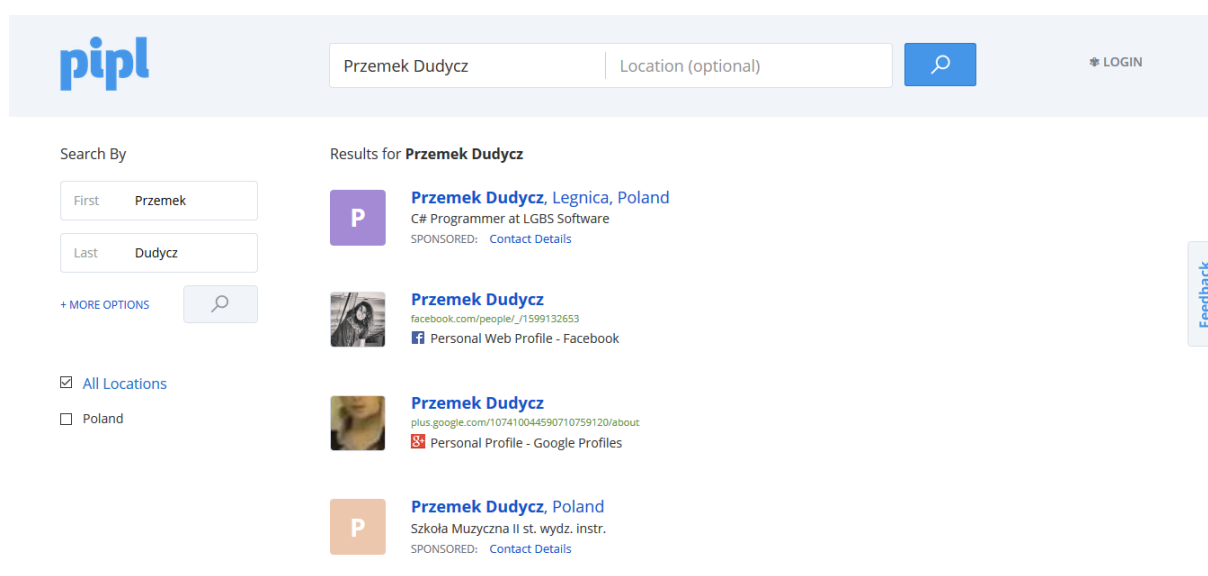 pipl
Przemek Dudycz
Location (optional)
LOGIN
Search By
First Przemek
Last Dudycz
+ MORE OPTIONS
All Locations
Poland
Results for Przemek Dudycz
P
Przemek Dudycz, Legnica, Poland
C# Programmer at LGBS Software
SPONSORED: Contact Details
Przemek Dudycz
facebook.com/people/_/1599132653
f Personal Web Profile - Facebook
Przemek Dudycz
plus.google.com/107410044590710759120/about
g+ Personal Profile - Google Profiles
P
Przemek Dudycz, Poland
Szkoła Muzyczna II st. wydz. instr.
SPONSORED: Contact Details
Feedback